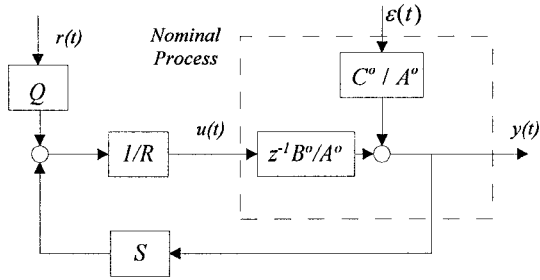 r(t)
Nominal
Process
ε(t)
Q
C° / A°
1/R
u(t)
z⁻¹B°/A°
y(t)
S